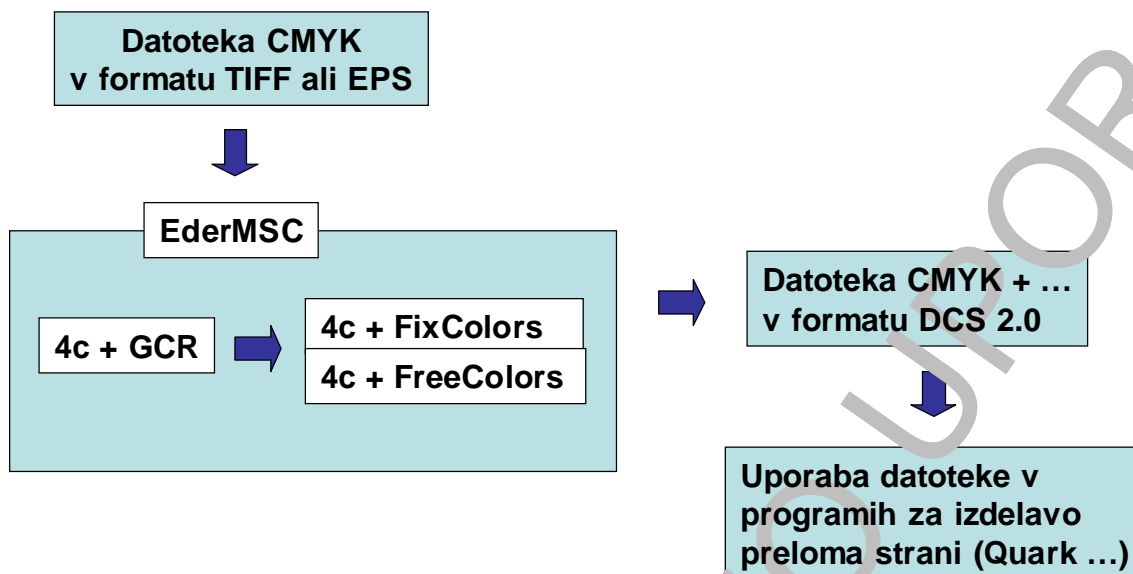 Datoteka CMYK
v formatu TIFF ali EPS
EderMSC
4c + GCR
4c + FixColors
4c + FreeColors
Datoteka CMYK + …
v formatu DCS 2.0
Uporaba datoteke v
programih za izdelavo
preloma strani (Quark …)